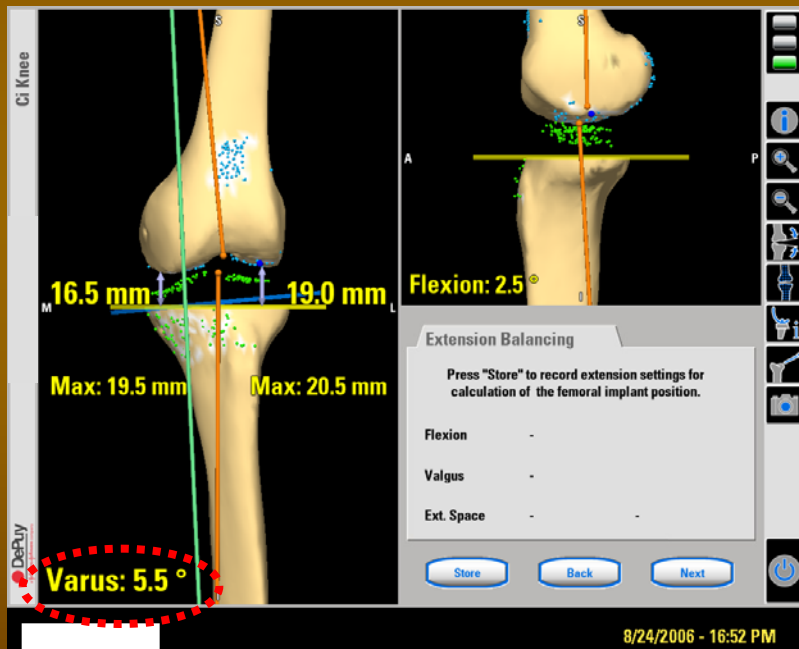 Ci Knee
S
16.5 mm
19.0 mm
M
L
Max: 19.5 mm
Max: 20.5 mm
DePuy
Varus: 5.5 °
S
A
P
Flexion: 2.5 °
I
Extension Balancing
Press "Store" to record extension settings for
calculation of the femoral implant position.
Flexion -
Valgus -
Ext. Space - -
Store
Back
Next
i
i
8/24/2006 - 16:52 PM